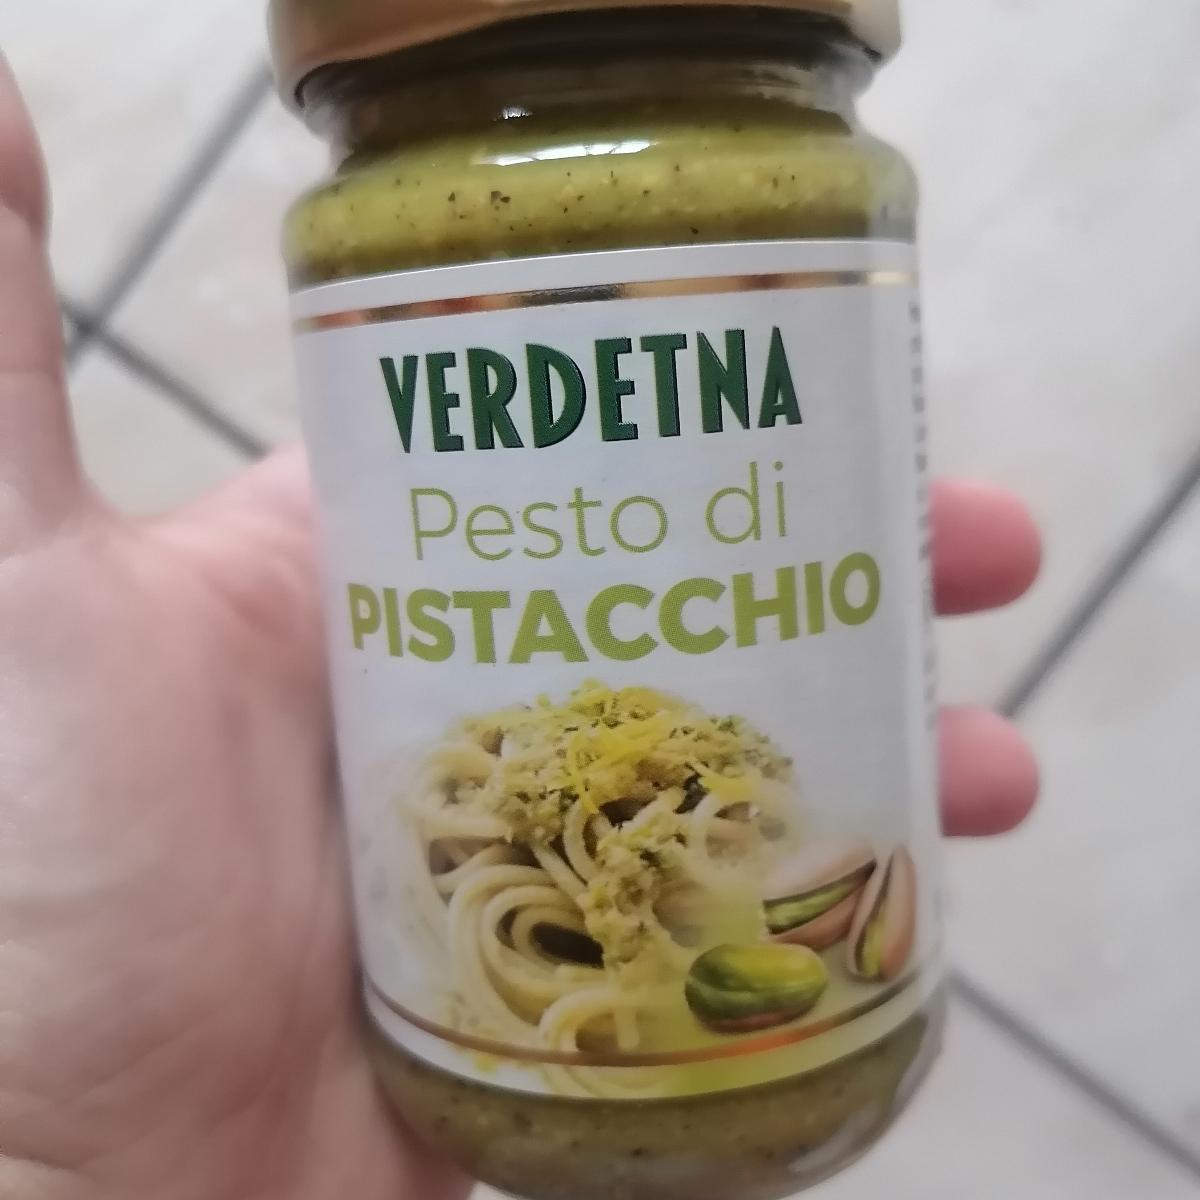 VERDETNA
Pesto di
PISTACCHIO